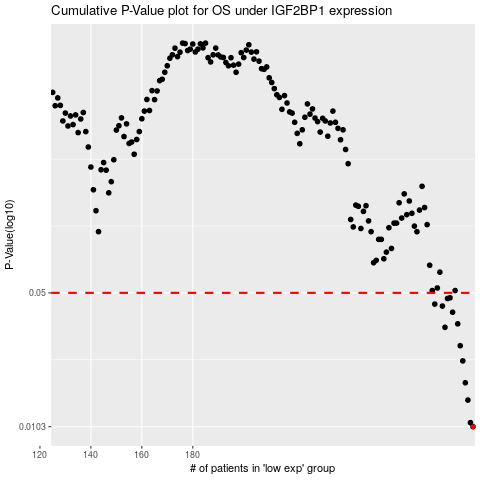 Cumulative P-Value plot for OS under IGF2BP1 expression
P-Value(log10)
0.05
0.0103
120 140 160 180
# of patients in 'low exp' group